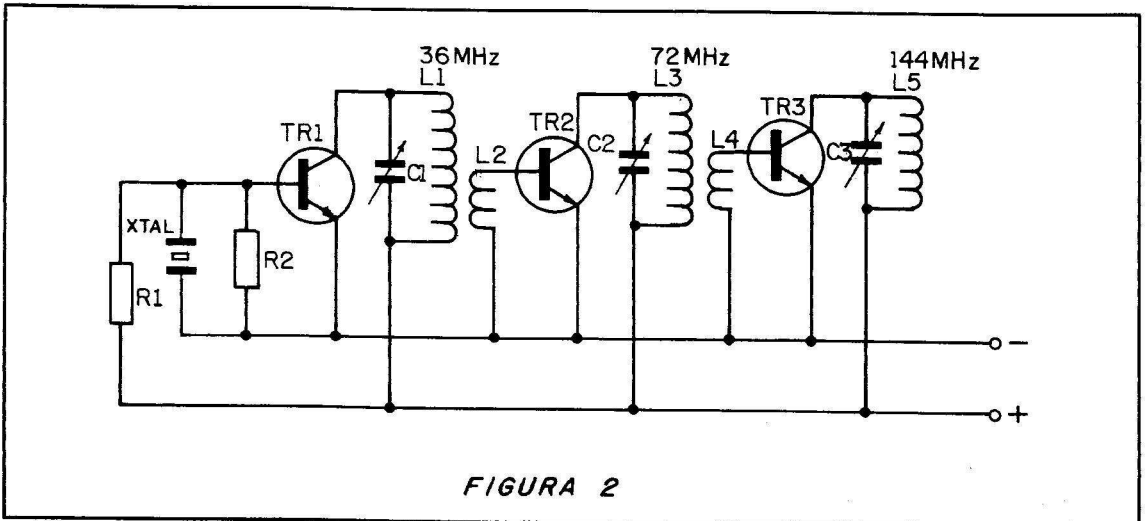 36MHz
L1
72MHz
L3
144MHz
L5
TR1
TR2
TR3
C1
L2
C2
L4
C3
XTAL
R2
R1
−
+
FIGURA 2